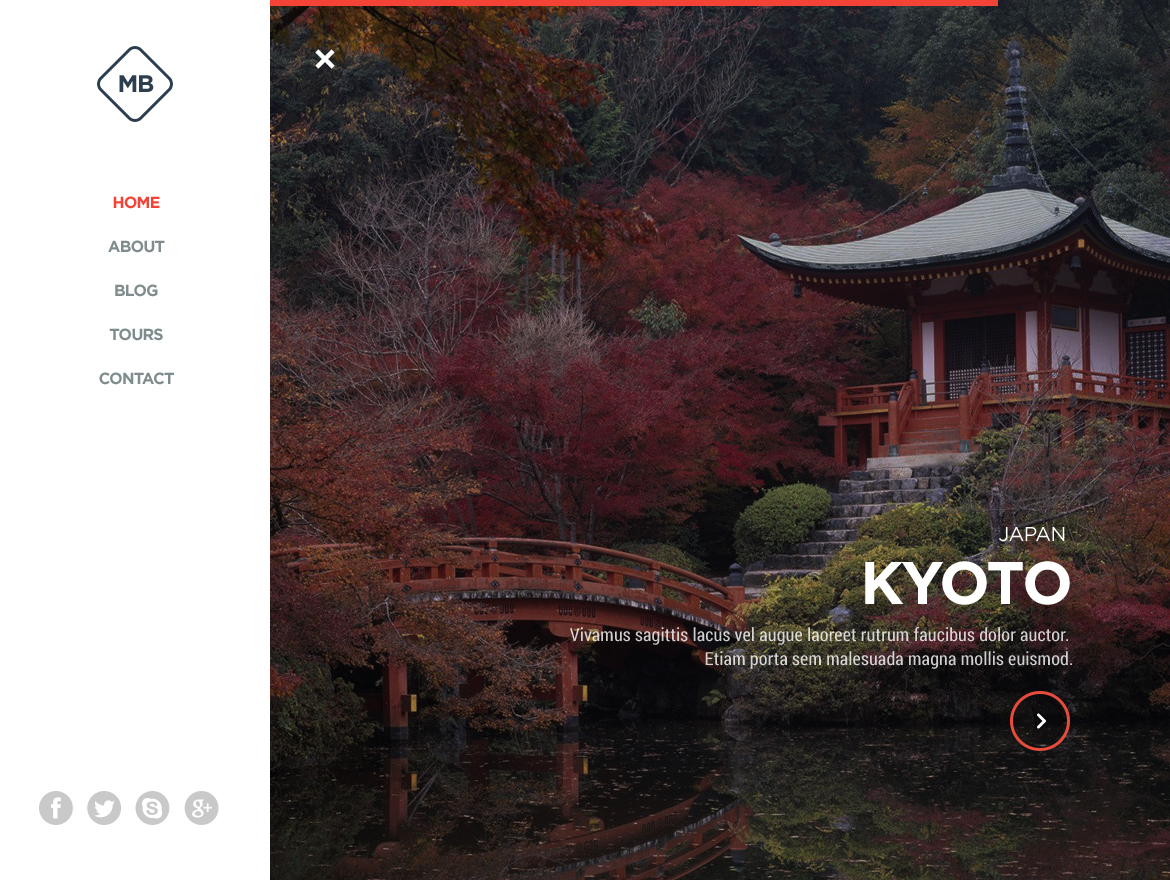 MB
HOME
ABOUT
BLOG
TOURS
CONTACT
JAPAN
KYOTO
Vivamus sagittis lacus vel augue laoreet rutrum faucibus dolor auctor.
Etiam porta sem malesuada magna mollis euismod.